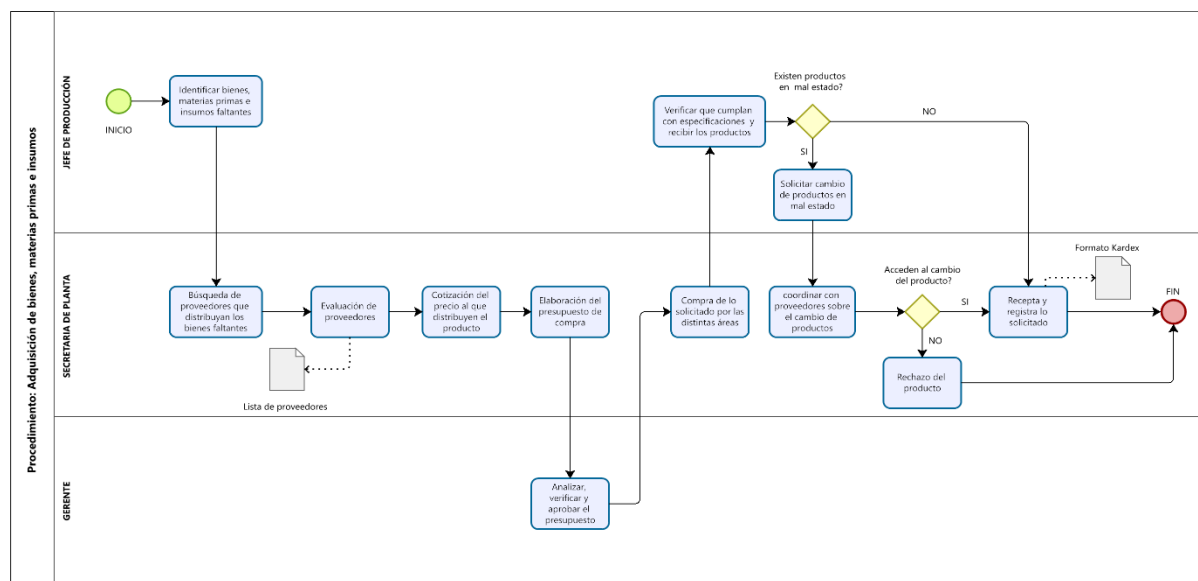 Procedimiento: Adquisición de bienes, materias primas e insumos
JEFE DE PRODUCCIÓN
INICIO
Identificar bienes,
materias primas e
insumos faltantes
Verificar que cumplan
con especificaciones y
recibir los productos
Existen productos
en mal estado?
NO
SI
Solicitar cambio
de productos en
mal estado
SECRETARIA DE PLANTA
Búsqueda de
proveedores que
distribuyan los
bienes faltantes
Evaluación de
proveedores
Lista de proveedores
Cotización del
precio al que
distribuyen el
producto
Elaboración del
presupuesto de
compra
Compra de lo
solicitado por las
distintas áreas
coordinar con
proveedores sobre
el cambio de
productos
Acceden al cambio
del producto?
SI
NO
Rechazo del
producto
Recepta y
registra lo
solicitado
Formato Kardex
FIN
GERENTE
Analizar,
verificar y
aprobar el
presupuesto